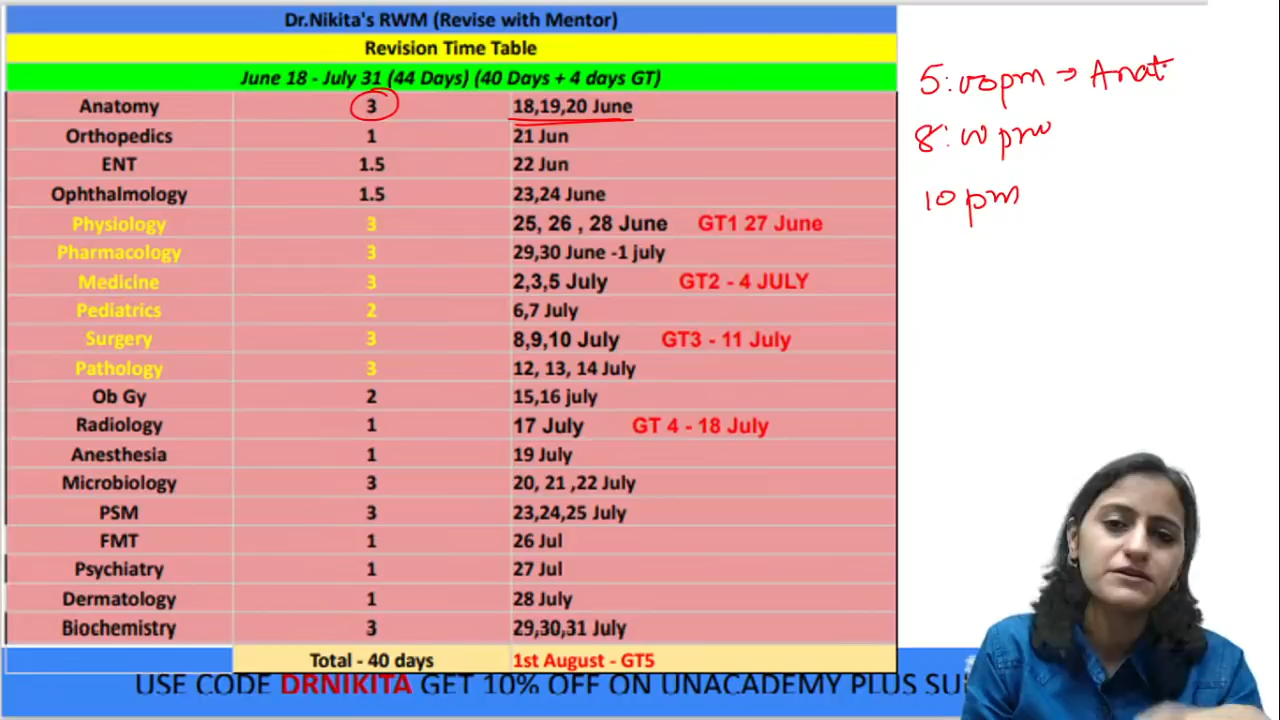 Dr.Nikita's RWM (Revise with Mentor)
Revision Time Table
June 18 - July 31 (44 Days) (40 Days + 4 days GT)
Anatomy 3 18,19,20 June
Orthopedics 1 21 Jun
ENT 1.5 22 Jun
Ophthalmology 1.5 23,24 June
Physiology 3 25, 26 , 28 June GT1 27 June
Pharmacology 3 29,30 June -1 july
Medicine 3 2,3,5 July GT2 - 4 JULY
Pediatrics 2 6,7 July
Surgery 3 8,9,10 July GT3 - 11 July
Pathology 3 12, 13, 14 July
Ob Gy 2 15,16 july
Radiology 1 17 July GT 4 - 18 July
Anesthesia 1 19 July
Microbiology 3 20, 21 ,22 July
PSM 3 23,24,25 July
FMT 1 26 Jul
Psychiatry 1 27 Jul
Dermatology 1 28 July
Biochemistry 3 29,30,31 July
Total - 40 days 1st August - GT5
USE CODE DRNIKITA GET 10% OFF ON UNACADEMY PLUS SU
5:00pm → Anat
8:00 pm
10 pm